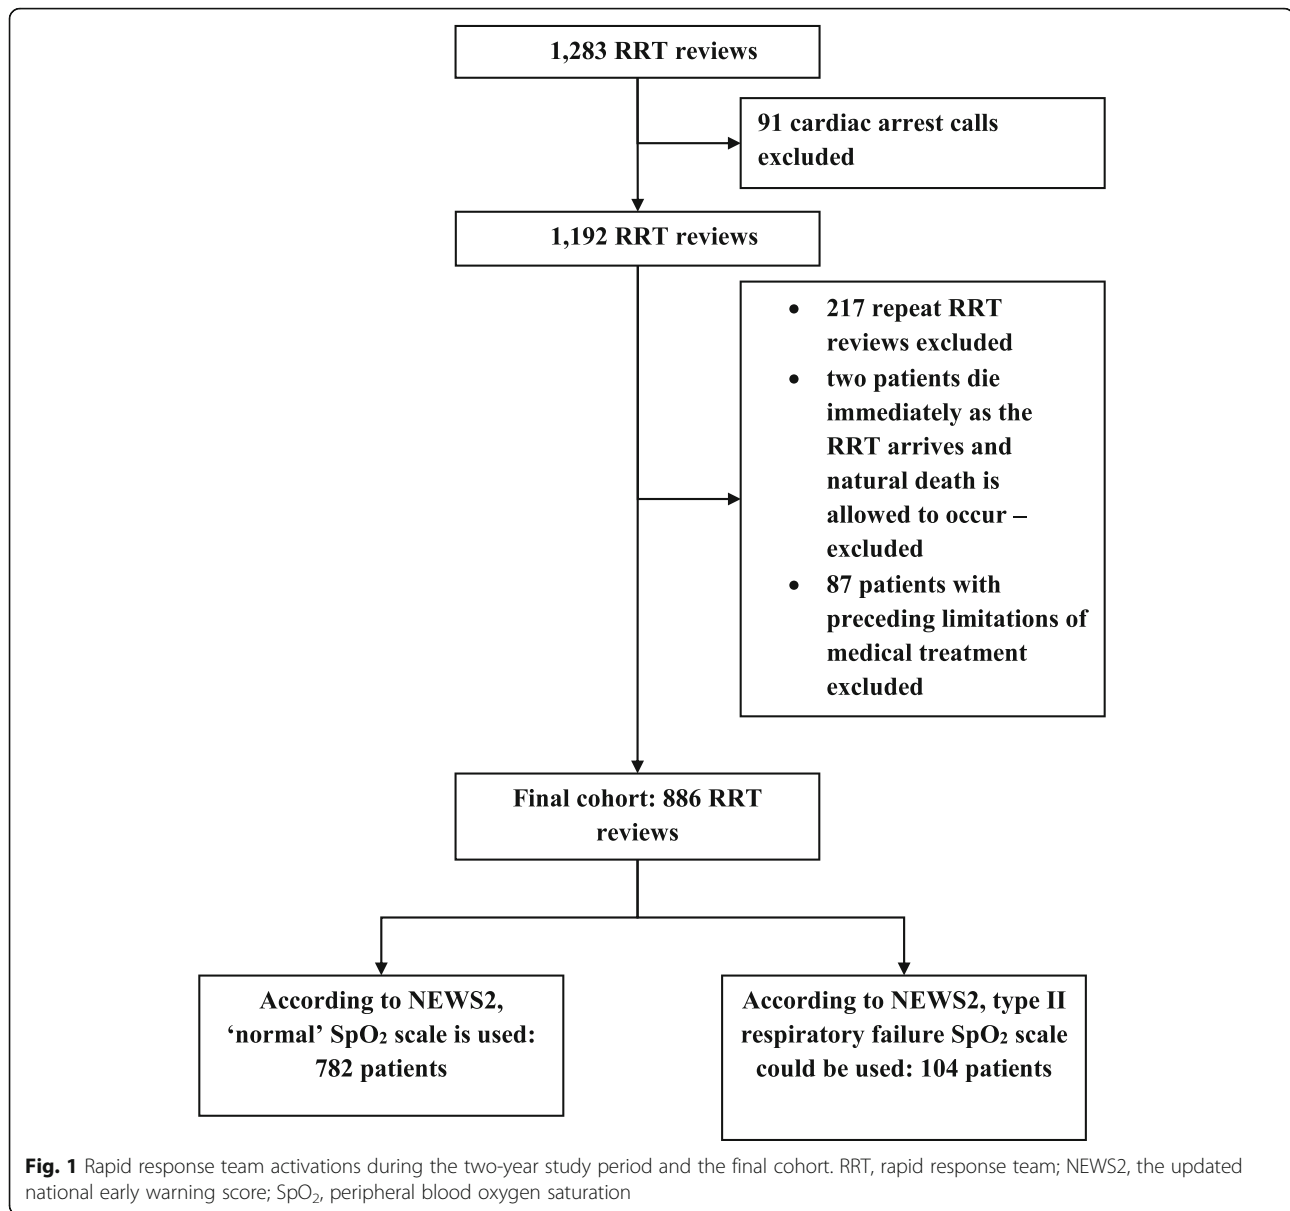 1,283 RRT reviews
91 cardiac arrest calls
excluded
1,192 RRT reviews
• 217 repeat RRT
reviews excluded
• two patients die
immediately as the
RRT arrives and
natural death is
allowed to occur –
excluded
• 87 patients with
preceding limitations of
medical treatment
excluded
Final cohort: 886 RRT
reviews
According to NEWS2,
‘normal’ SpO₂ scale is used:
782 patients
According to NEWS2, type II
respiratory failure SpO₂ scale
could be used: 104 patients
Fig. 1 Rapid response team activations during the two-year study period and the final cohort. RRT, rapid response team; NEWS2, the updated
national early warning score; SpO₂, peripheral blood oxygen saturation